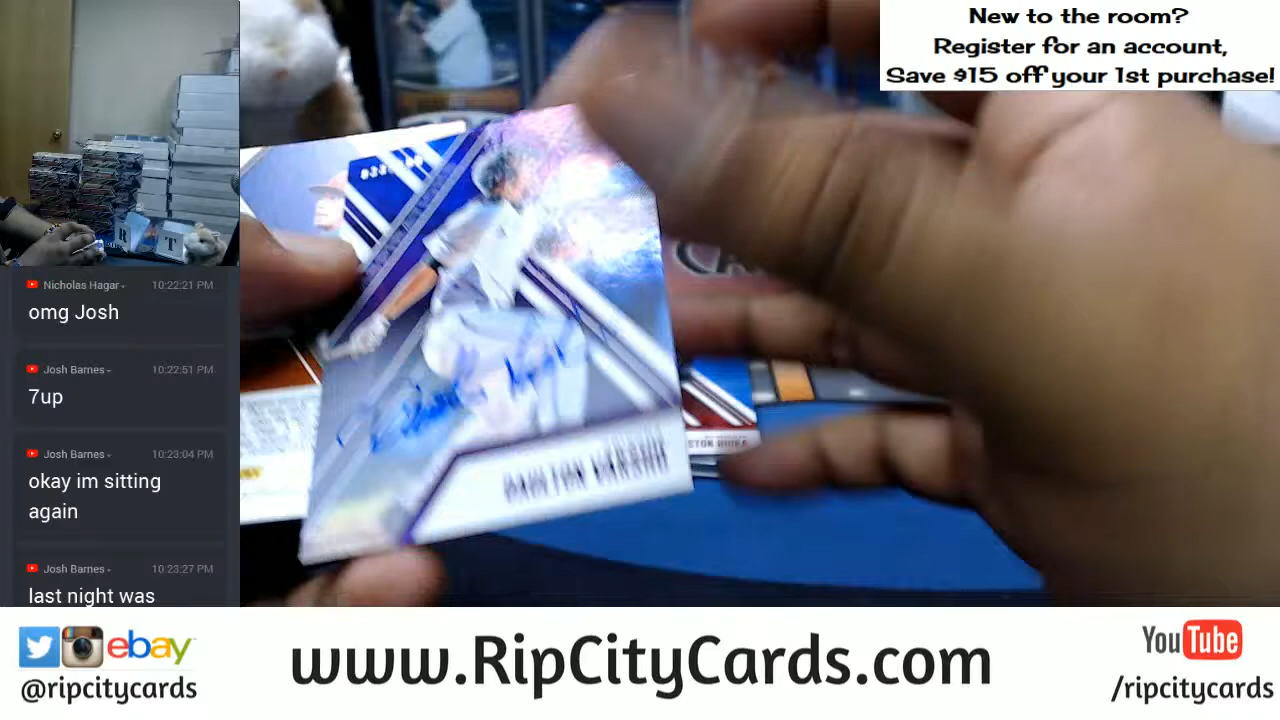 New to the room?
Register for an account,
Save $15 off your 1st purchase!
Nicholas Hagar
10:22:21 PM
omg Josh
Josh Barnes
10:22:51 PM
7up
Josh Barnes
10:23:04 PM
okay im sitting
again
Josh Barnes
10:23:27 PM
last night was
R T
ebay
@ripcitycards
www.RipCityCards.com
YouTube
/ripcitycards